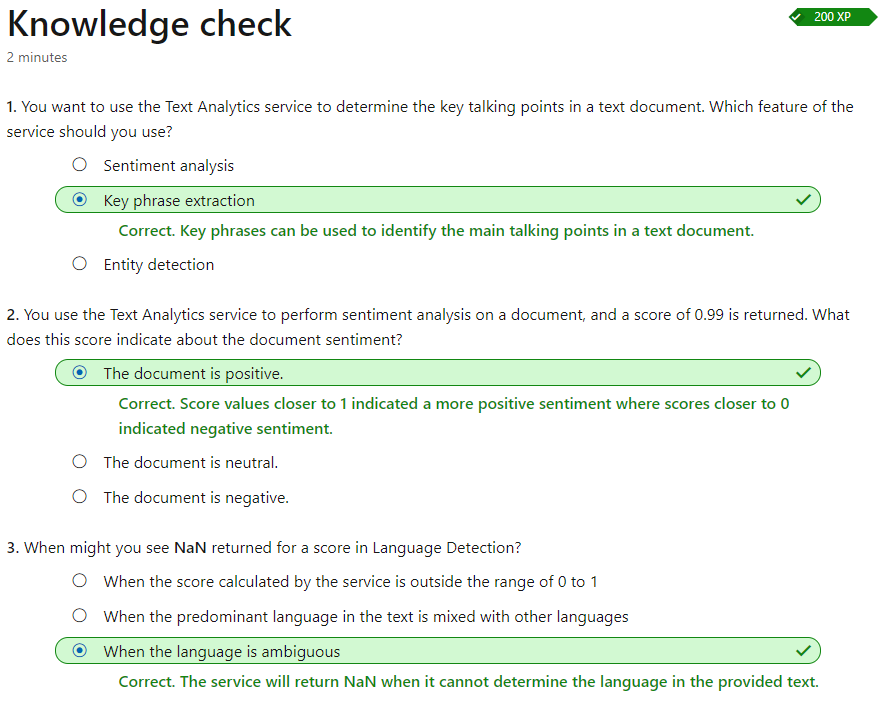 Knowledge check
200 XP
2 minutes
1. You want to use the Text Analytics service to determine the key talking points in a text document. Which feature of the
service should you use?
Sentiment analysis
Key phrase extraction
Correct. Key phrases can be used to identify the main talking points in a text document.
Entity detection
2. You use the Text Analytics service to perform sentiment analysis on a document, and a score of 0.99 is returned. What
does this score indicate about the document sentiment?
The document is positive.
Correct. Score values closer to 1 indicated a more positive sentiment where scores closer to 0
indicated negative sentiment.
The document is neutral.
The document is negative.
3. When might you see NaN returned for a score in Language Detection?
When the score calculated by the service is outside the range of 0 to 1
When the predominant language in the text is mixed with other languages
When the language is ambiguous
Correct. The service will return NaN when it cannot determine the language in the provided text.